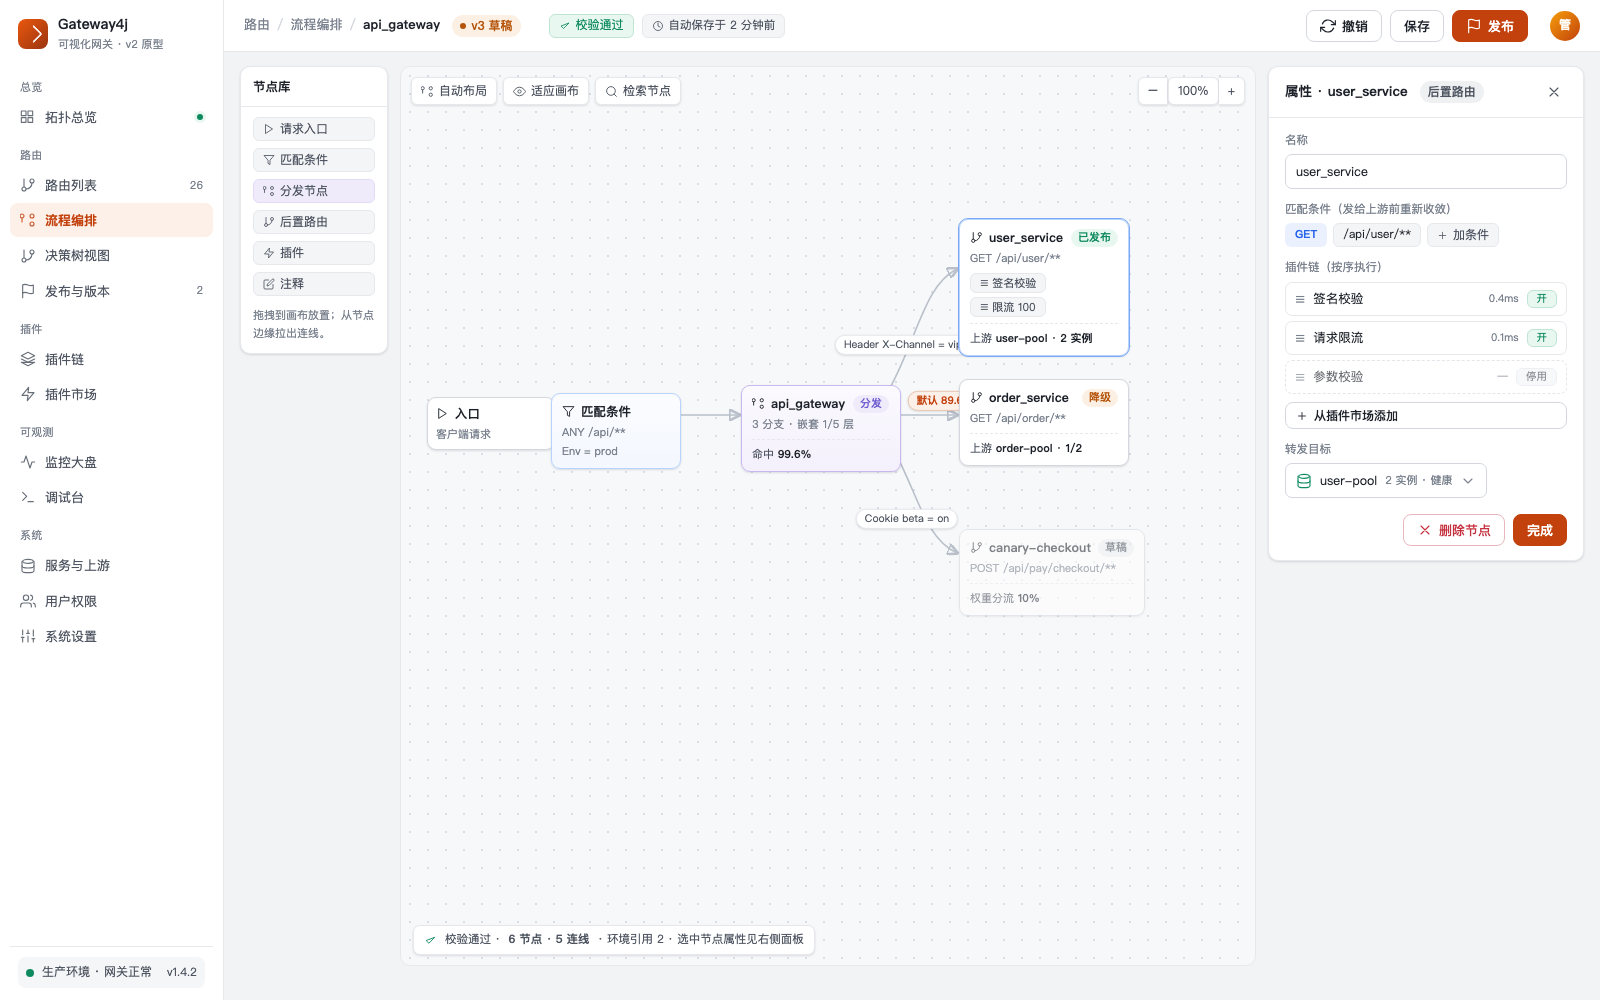 Gateway4j
可视化网关 · v2 原型
总览
拓扑总览
路由
路由列表 26
流程编排
决策树视图
发布与版本 2
插件
插件链
插件市场
可观测
监控大盘
调试台
系统
服务与上游
用户权限
系统设置
生产环境 · 网关正常 v1.4.2
路由 / 流程编排 / api_gateway v3 草稿 校验通过 自动保存于 2 分钟前
撤销 保存 发布 管
节点库
请求入口
匹配条件
分发节点
后置路由
插件
注释
拖拽到画布放置；从节点
边缘拉出连线。
自动布局 适应画布 检索节点
− 100% +
入口
客户端请求
匹配条件
ANY /api/**
Env = prod
api_gateway 分发
3 分支 · 嵌套 1/5 层
命中 99.6%
Header X-Channel = vip
默认 89.6
Cookie beta = on
user_service 已发布
GET /api/user/**
签名校验
限流 100
上游 user-pool · 2 实例
order_service 降级
GET /api/order/**
上游 order-pool · 1/2
canary-checkout 草稿
POST /api/pay/checkout/**
权重分流 10%
校验通过 · 6 节点 · 5 连线 · 环境引用 2 · 选中节点属性见右侧面板
属性 · user_service 后置路由
名称
user_service
匹配条件（发给上游前重新收敛）
GET /api/user/** + 加条件
插件链（按序执行）
签名校验 0.4ms 开
请求限流 0.1ms 开
参数校验 — 停用
+ 从插件市场添加
转发目标
user-pool 2 实例 · 健康
删除节点 完成